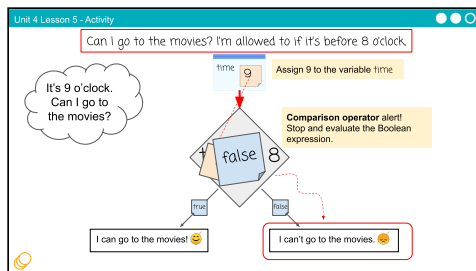 Unit 4 Lesson 5 - Activity
Can I go to the movies? I'm allowed to if it's before 8 o'clock.
time
9
Assign 9 to the variable time
It's 9 o'clock.
Can I go to
the movies?
Comparison operator alert!
Stop and evaluate the Boolean
expression.
false
8
true
false
I can go to the movies!
I can't go to the movies.